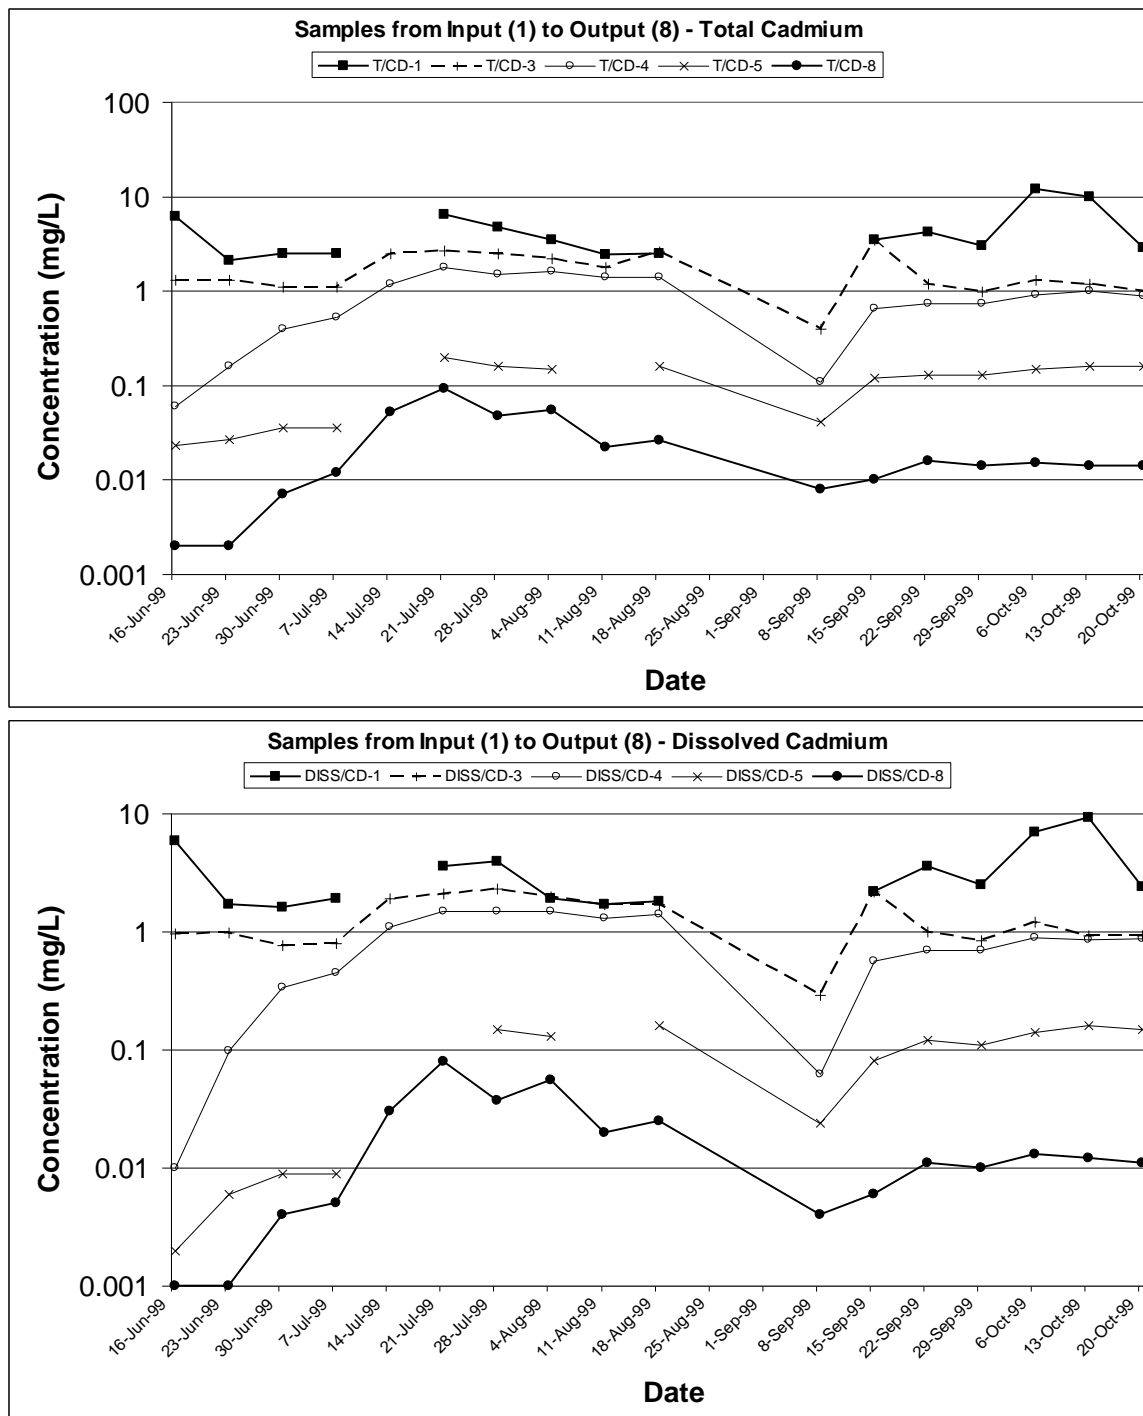 Samples from Input (1) to Output (8) - Total Cadmium
T/CD-1 T/CD-3 T/CD-4 T/CD-5 T/CD-8
100
10
1
0.1
0.01
0.001
Concentration (mg/L)
16-Jun-99 23-Jun-99 30-Jun-99 7-Jul-99 14-Jul-99 21-Jul-99 28-Jul-99 4-Aug-99 11-Aug-99 18-Aug-99 25-Aug-99 1-Sep-99 8-Sep-99 15-Sep-99 22-Sep-99 29-Sep-99 6-Oct-99 13-Oct-99 20-Oct-99
Date
Samples from Input (1) to Output (8) - Dissolved Cadmium
DISS/CD-1 DISS/CD-3 DISS/CD-4 DISS/CD-5 DISS/CD-8
10
1
0.1
0.01
0.001
Concentration (mg/L)
16-Jun-99 23-Jun-99 30-Jun-99 7-Jul-99 14-Jul-99 21-Jul-99 28-Jul-99 4-Aug-99 11-Aug-99 18-Aug-99 25-Aug-99 1-Sep-99 8-Sep-99 15-Sep-99 22-Sep-99 29-Sep-99 6-Oct-99 13-Oct-99 20-Oct-99
Date